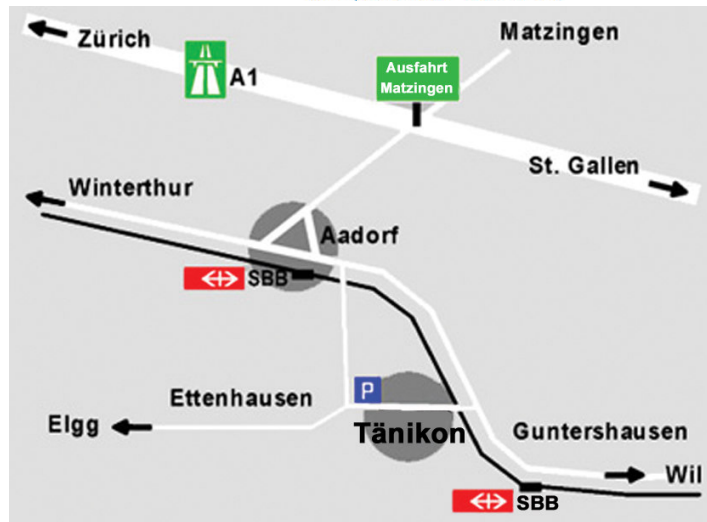 Matzingen
Zürich
A1
Ausfahrt
Matzingen
St. Gallen
Winterthur
Aadorf
SBB
P
Ettenhausen
Elgg
Tänikon
Guntershausen
Wil
SBB